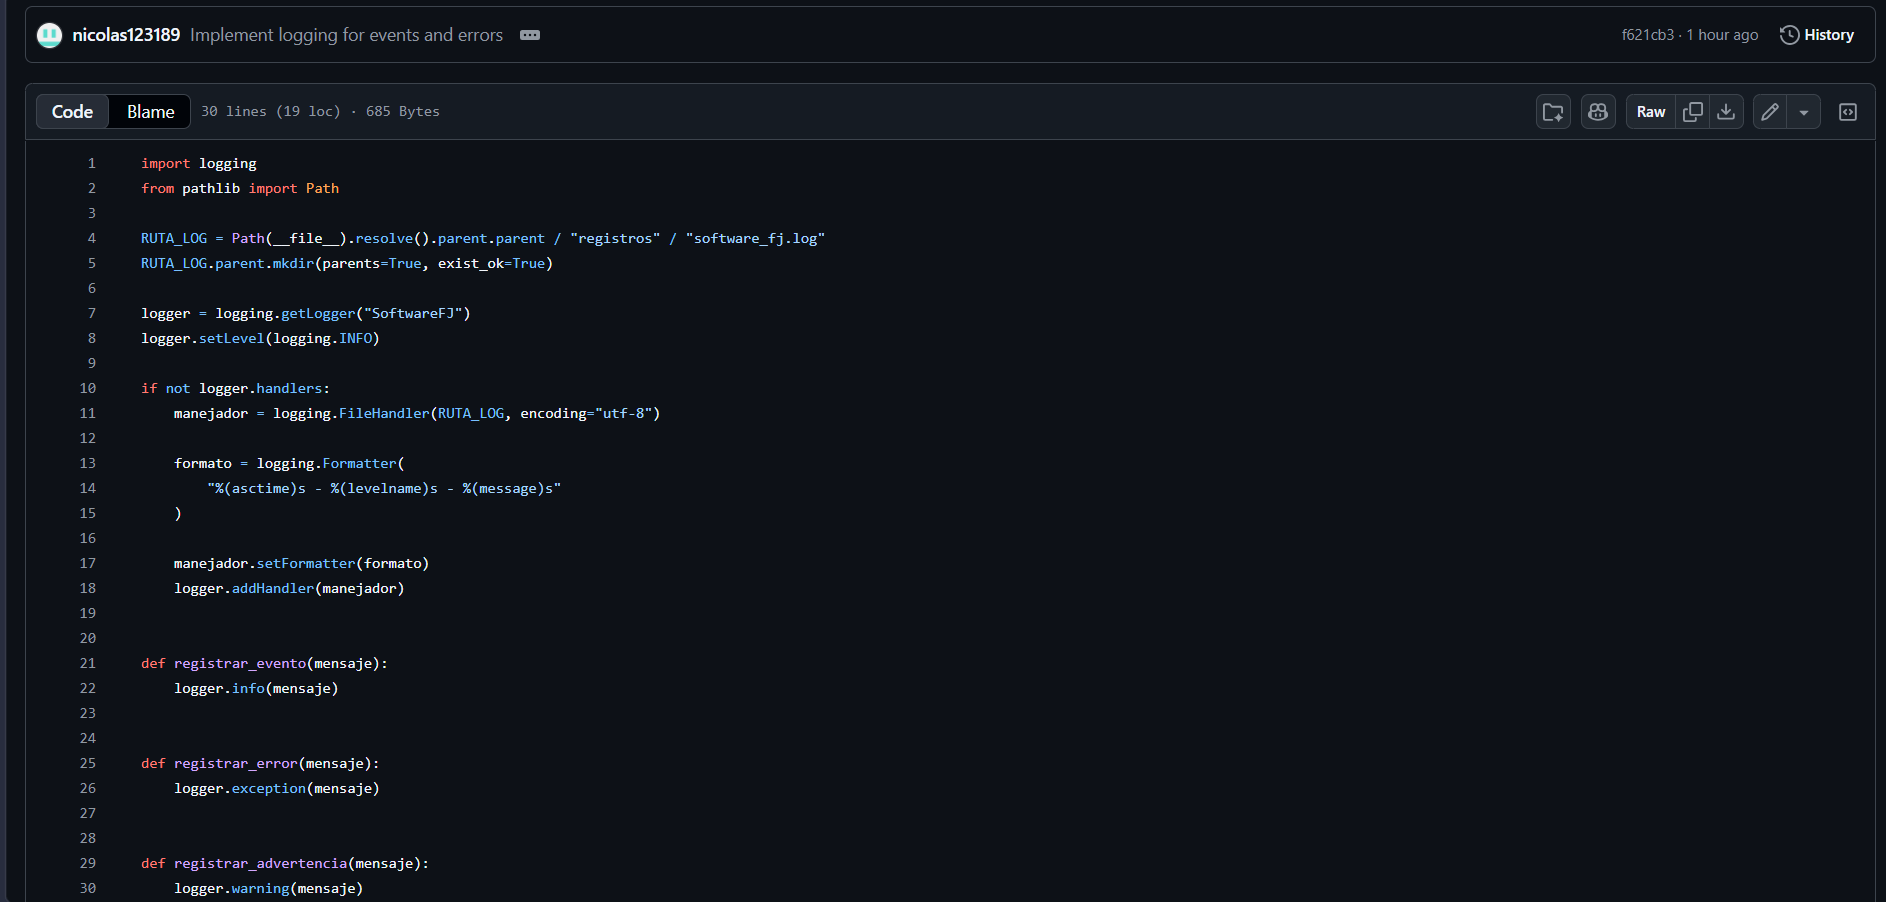 nicolas123189 Implement logging for events and errors f621cb3 · 1 hour ago History
Code Blame 30 lines (19 loc) · 685 Bytes Raw
1 import logging
2 from pathlib import Path
3
4 RUTA_LOG = Path(__file__).resolve().parent.parent / "registros" / "software_fj.log"
5 RUTA_LOG.parent.mkdir(parents=True, exist_ok=True)
6
7 logger = logging.getLogger("SoftwareFJ")
8 logger.setLevel(logging.INFO)
9
10 if not logger.handlers:
11     manejador = logging.FileHandler(RUTA_LOG, encoding="utf-8")
12
13     formato = logging.Formatter(
14         "%(asctime)s - %(levelname)s - %(message)s"
15     )
16
17     manejador.setFormatter(formato)
18     logger.addHandler(manejador)
19
20
21 def registrar_evento(mensaje):
22     logger.info(mensaje)
23
24
25 def registrar_error(mensaje):
26     logger.exception(mensaje)
27
28
29 def registrar_advertencia(mensaje):
30     logger.warning(mensaje)